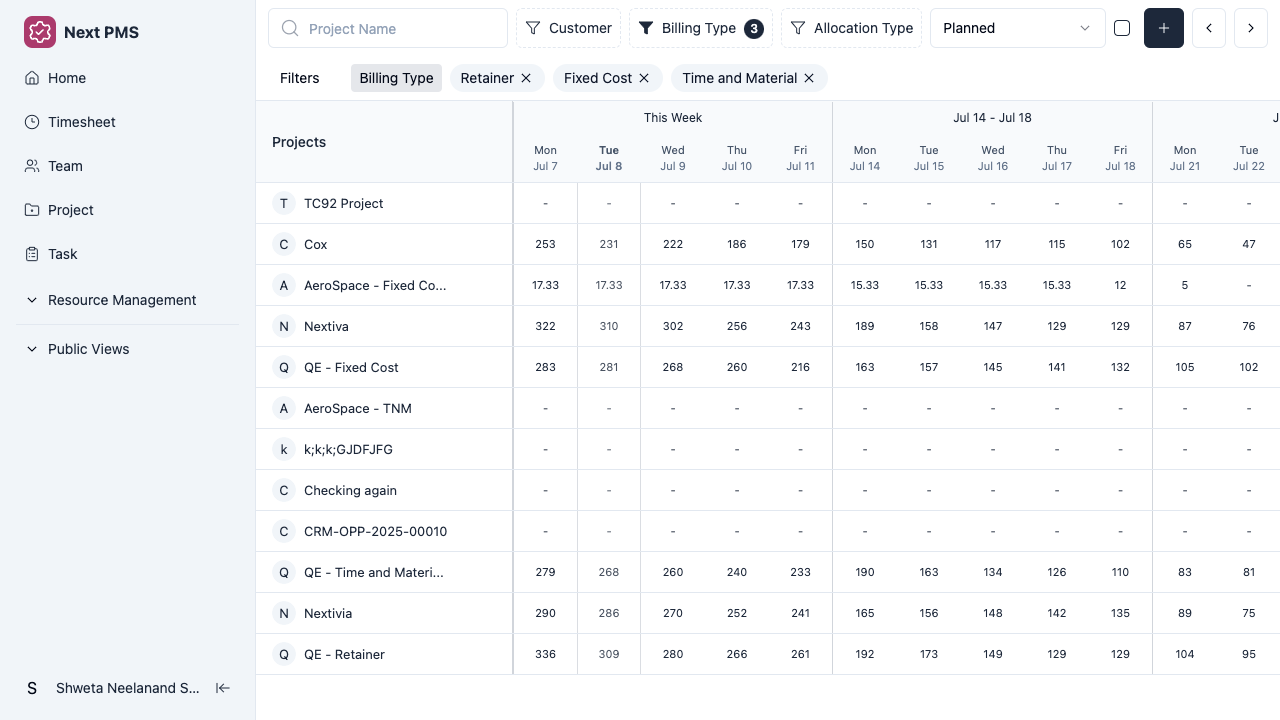 Next PMS
Home
Timesheet
Team
Project
Task
Resource Management
Public Views
S Shweta Neelanand S...
Project Name Customer Billing Type 3 Allocation Type Planned
Filters Billing Type Retainer Fixed Cost Time and Material
This Week Jul 14 - Jul 18 J
Projects
Mon Tue Wed Thu Fri Mon Tue Wed Thu Fri Mon Tue
Jul 7 Jul 8 Jul 9 Jul 10 Jul 11 Jul 14 Jul 15 Jul 16 Jul 17 Jul 18 Jul 21 Jul 22
T TC92 Project - - - - - - - - - - - -
C Cox 253 231 222 186 179 150 131 117 115 102 65 47
A AeroSpace - Fixed Co... 17.33 17.33 17.33 17.33 17.33 15.33 15.33 15.33 15.33 12 5 -
N Nextiva 322 310 302 256 243 189 158 147 129 129 87 76
Q QE - Fixed Cost 283 281 268 260 216 163 157 145 141 132 105 102
A AeroSpace - TNM - - - - - - - - - - - -
k k;k;k;GJDFJFG - - - - - - - - - - - -
C Checking again - - - - - - - - - - - -
C CRM-OPP-2025-00010 - - - - - - - - - - - -
Q QE - Time and Materi... 279 268 260 240 233 190 163 134 126 110 83 81
N Nextivia 290 286 270 252 241 165 156 148 142 135 89 75
Q QE - Retainer 336 309 280 266 261 192 173 149 129 129 104 95